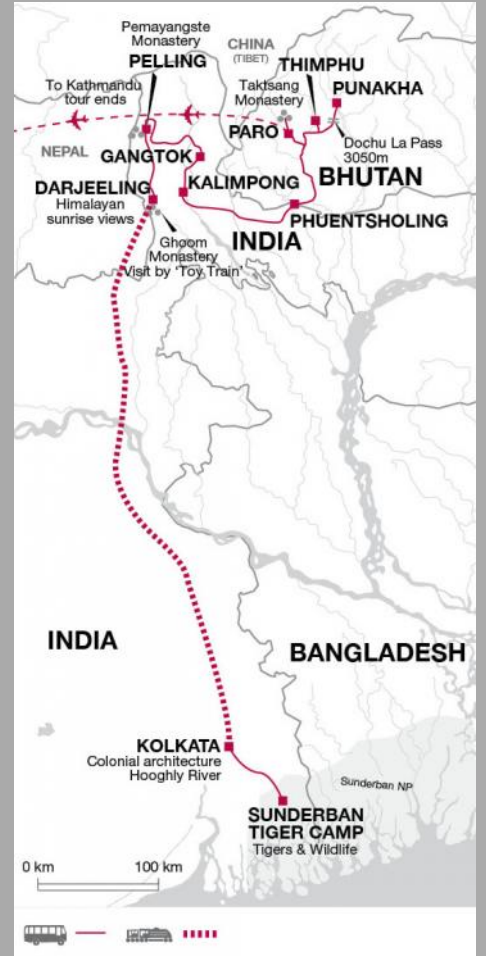 Pemayangste
Monastery
PELLING
CHINA
(TIBET)
THIMPHU
To Kathmandu
tour ends
Taktsang
Monastery
PUNAKHA
PARO
NEPAL
GANGTOK
Dochu La Pass
3050m
DARJEELING
Himalayan
sunrise views
KALIMPONG
BHUTAN
PHUENTSHOLING
INDIA
Ghoom
Monastery
Visit by ‘Toy Train’
INDIA
BANGLADESH
KOLKATA
Colonial architecture
Hooghly River
Sunderban NP
SUNDERBAN
TIGER CAMP
Tigers & Wildlife
0 km
100 km